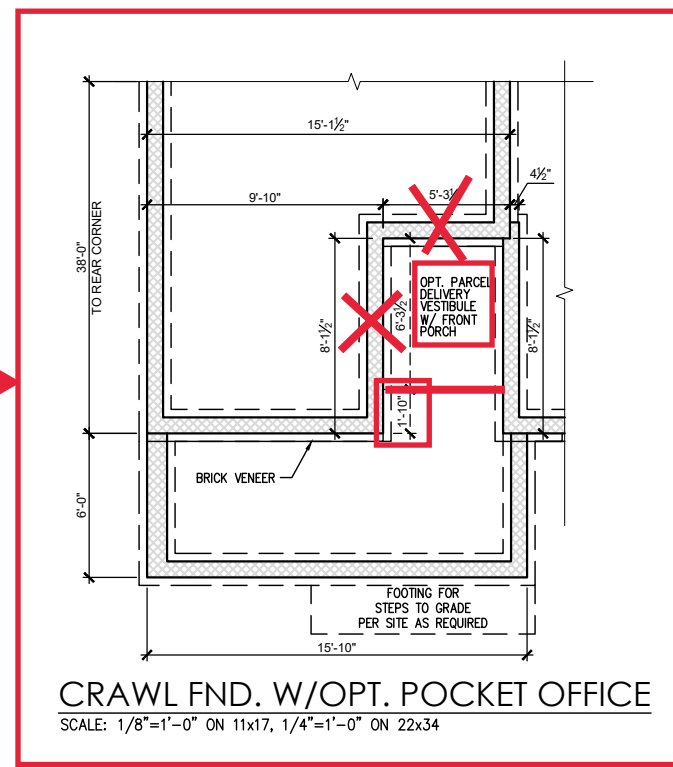 15'-1½"
4½"
9'-10"
38'-0"
TO REAR CORNER
OPT. PARCEL
DELIVERY
VESTIBULE
W/ FRONT
PORCH
6'-3½"
8'-1½"
8'-1½"
1'-10"
BRICK VENEER
6'-0"
FOOTING FOR
STEPS TO GRADE
PER SITE AS REQUIRED
15'-10"
CRAWL FND. W/OPT. POCKET OFFICE
SCALE: 1/8"=1'-0" ON 11x17, 1/4"=1'-0" ON 22x34